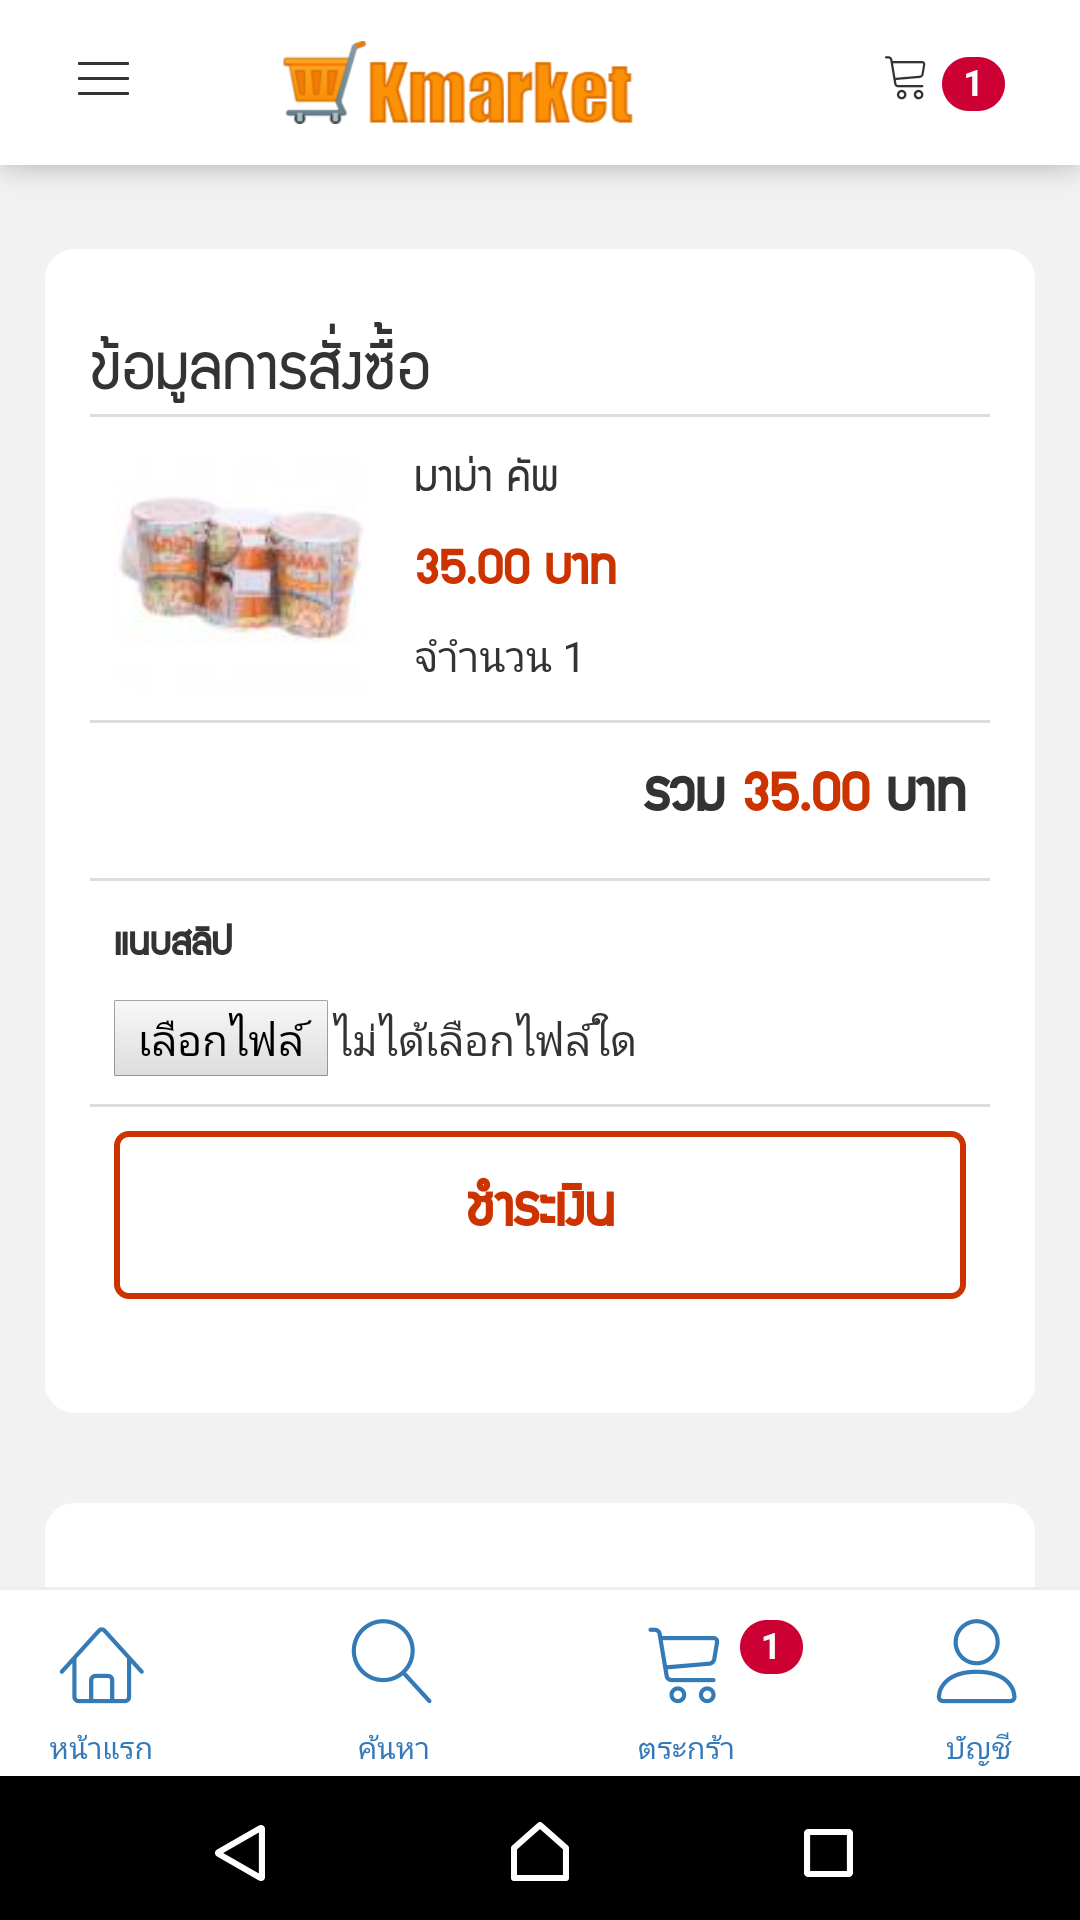 Kmarket
1
ข้อมูลการสั่งซื้อ
มาม่า คัพ
35.00 บาท
จำานวน 1
รวม 35.00 บาท
แนบสลิป
เลือกไฟล์ ไม่ได้เลือกไฟล์ใด
ชำระเงิน
1
หน้าแรก ค้นหา ตระกร้า บัญชี